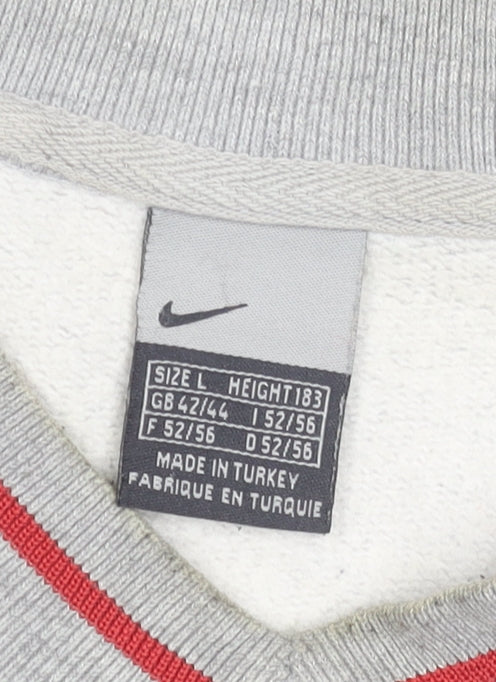 SIZE L HEIGHT 183
GB 42/44 I 52/56
F 52/56 D 52/56
MADE IN TURKEY
FABRIQUE EN TURQUIE